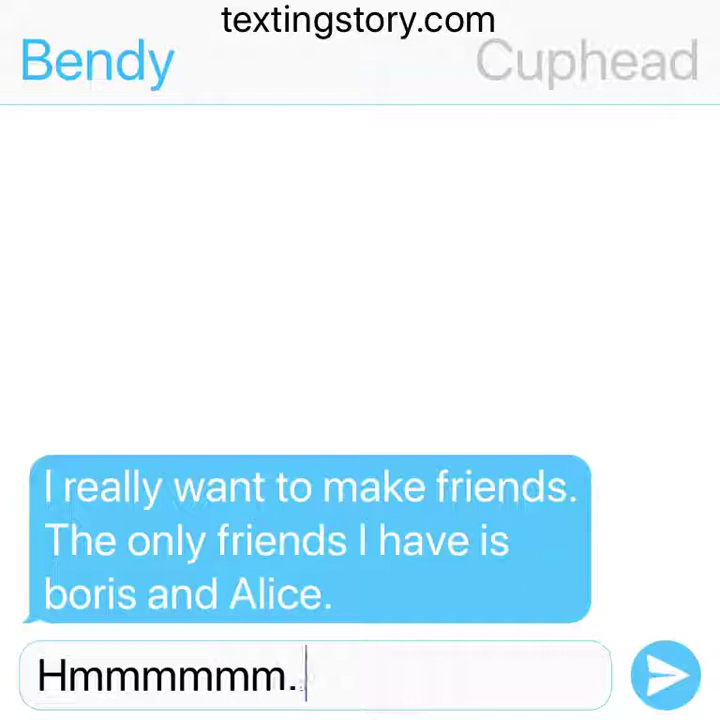 textingstory.com
Bendy Cuphead
I really want to make friends.
The only friends I have is
boris and Alice.
Hmmmmmm.